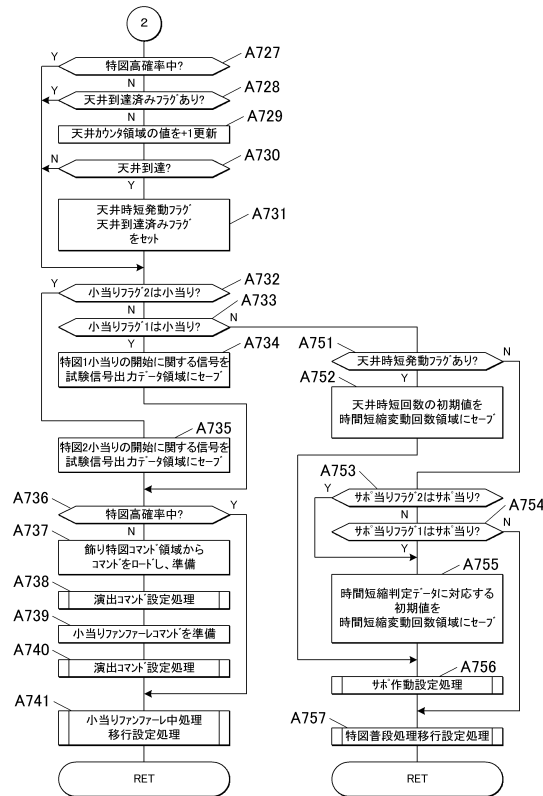 2
A727
Y
特図高確率中?
N
A728
Y
天井到達済みフラグあり?
N
A729
天井カウンタ領域の値を+1更新
A730
N
天井到達?
Y
A731
天井時短発動フラグ
天井到達済みフラグ
をセット
A732
Y
小当りフラグ2は小当り?
N
A733
小当りフラグ1は小当り?
N
Y
A734
特図1小当りの開始に関する信号を
試験信号出力データ領域にセーブ
A735
特図2小当りの開始に関する信号を
試験信号出力データ領域にセーブ
A736
特図高確率中?
Y
N
A737
飾り特図コマンド領域から
コマンドをロードし、準備
A738
演出コマンド設定処理
A739
小当りファンファーレコマンドを準備
A740
演出コマンド設定処理
A741
小当りファンファーレ中処理
移行設定処理
RET
A751
天井時短発動フラグあり?
N
Y
A752
天井時短回数の初期値を
時間短縮変動回数領域にセーブ
A753
Y
サポ当りフラグ2はサポ当り?
N
A754
サポ当りフラグ1はサポ当り?
N
Y
A755
時間短縮判定データに対応する
初期値を
時間短縮変動回数領域にセーブ
A756
サポ作動設定処理
A757
特図普段処理移行設定処理
RET